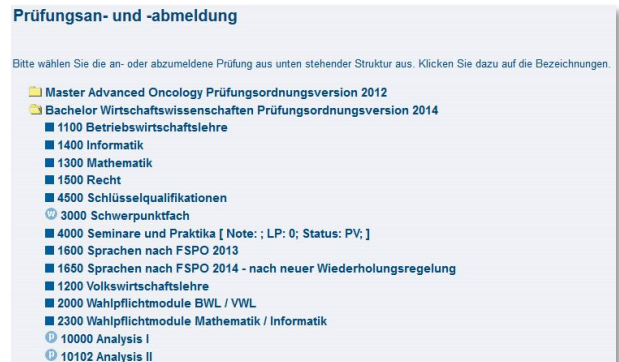 Prüfungsan- und -abmeldung
Bitte wählen Sie die an- oder abzumeldene Prüfung aus unten stehender Struktur aus. Klicken Sie dazu auf die Bezeichnungen.
Master Advanced Oncology Prüfungsordnungsversion 2012
Bachelor Wirtschaftswissenschaften Prüfungsordnungsversion 2014
1100 Betriebswirtschaftslehre
1400 Informatik
1300 Mathematik
1500 Recht
4500 Schlüsselqualifikationen
W 3000 Schwerpunktfach
4000 Seminare und Praktika [ Note: ; LP: 0; Status: PV; ]
1600 Sprachen nach FSPO 2013
1650 Sprachen nach FSPO 2014 - nach neuer Wiederholungsregelung
1200 Volkswirtschaftslehre
2000 Wahlpflichtmodule BWL / VWL
2300 Wahlpflichtmodule Mathematik / Informatik
P 10000 Analysis I
P 10102 Analysis II